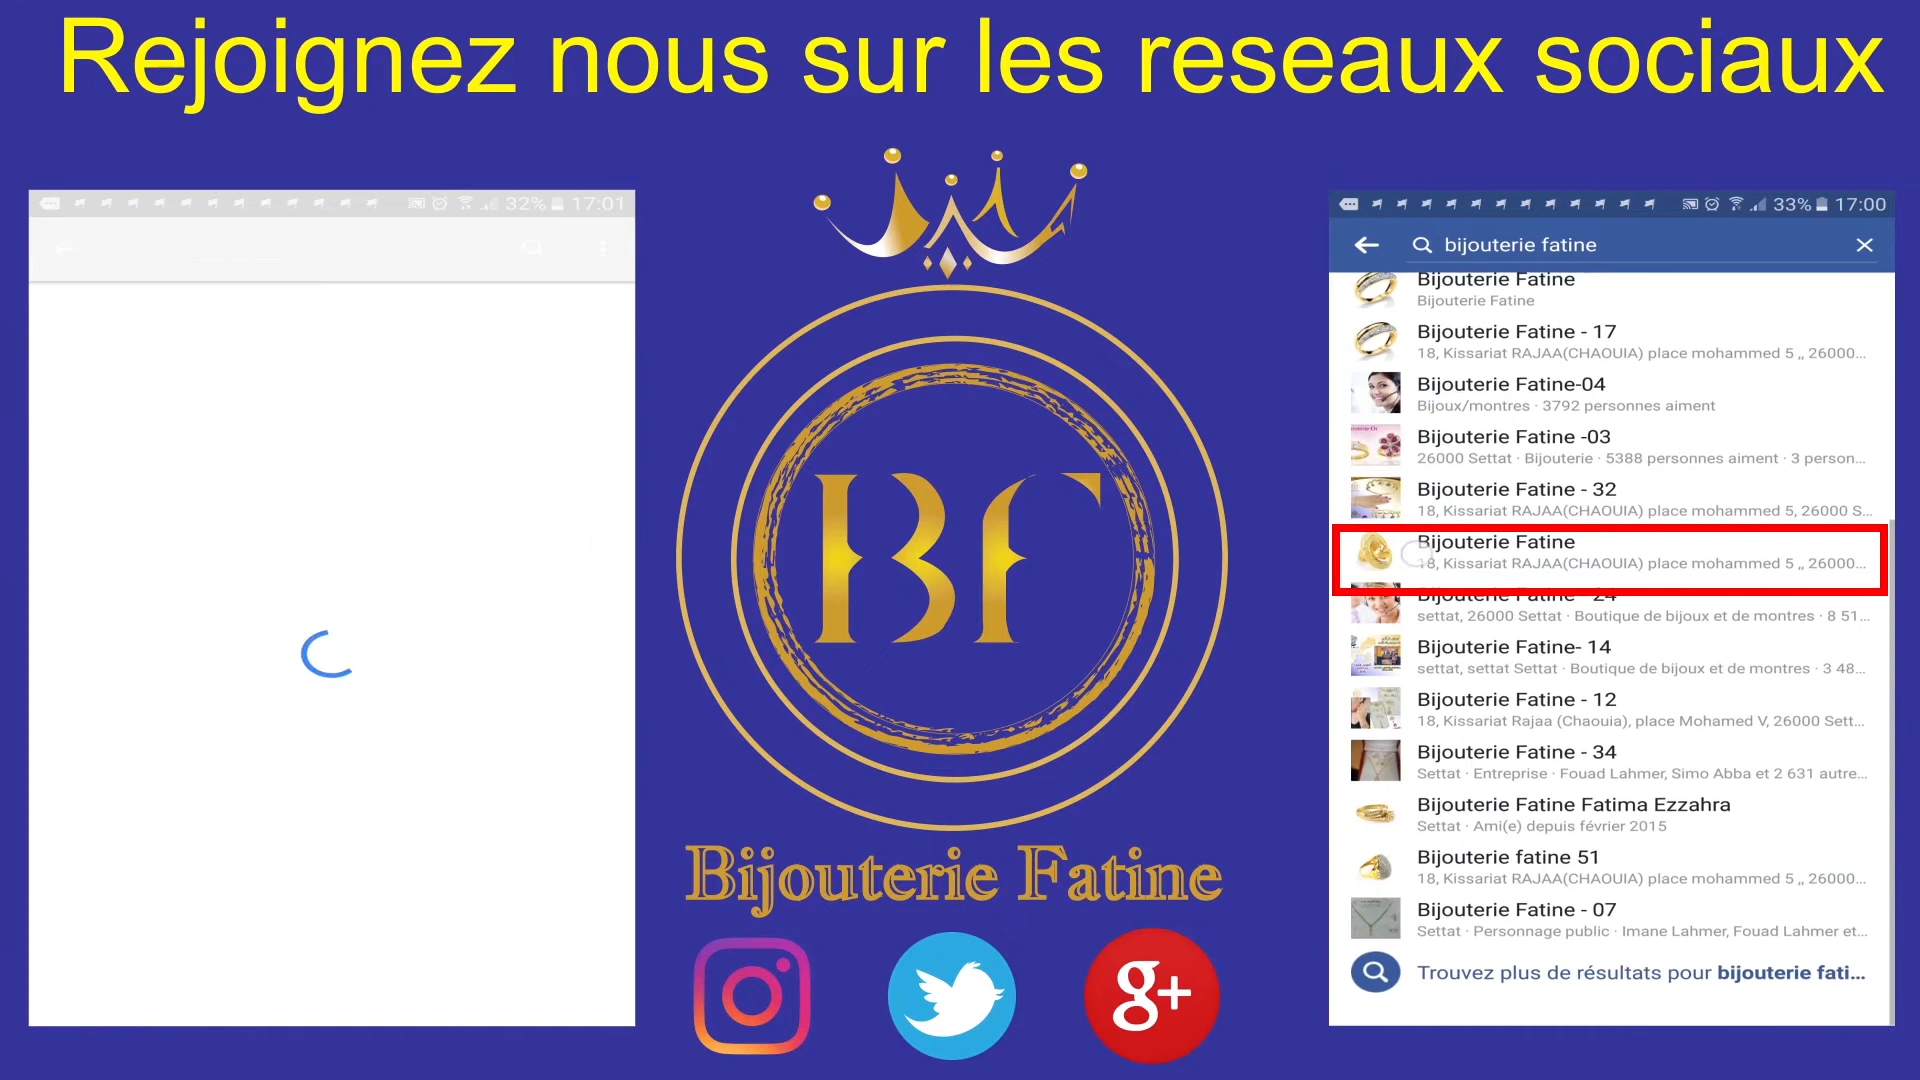 Rejoignez nous sur les reseaux sociaux
32% 17:01
BF
Bijouterie Fatine
g+
33% 17:00
bijouterie fatine
Bijouterie Fatine
Bijouterie Fatine
Bijouterie Fatine - 17
18, Kissariat RAJAA(CHAOUIA) place mohammed 5 ,, 26000...
Bijouterie Fatine-04
Bijoux/montres · 3792 personnes aiment
Bijouterie Fatine -03
26000 Settat · Bijouterie · 5388 personnes aiment · 3 person...
Bijouterie Fatine - 32
18, Kissariat RAJAA(CHAOUIA) place mohammed 5, 26000 S...
Bijouterie Fatine
18, Kissariat RAJAA(CHAOUIA) place mohammed 5 ,, 26000...
Bijouterie Fatine - 24
settat, 26000 Settat · Boutique de bijoux et de montres · 8 51...
Bijouterie Fatine- 14
settat, settat Settat · Boutique de bijoux et de montres · 3 48...
Bijouterie Fatine - 12
18, Kissariat Rajaa (Chaouia), place Mohamed V, 26000 Sett...
Bijouterie Fatine - 34
Settat · Entreprise · Fouad Lahmer, Simo Abba et 2 631 autre...
Bijouterie Fatine Fatima Ezzahra
Settat · Ami(e) depuis février 2015
Bijouterie fatine 51
18, Kissariat RAJAA(CHAOUIA) place mohammed 5 ,, 26000...
Bijouterie Fatine - 07
Settat · Personnage public · Imane Lahmer, Fouad Lahmer et...
Trouvez plus de résultats pour bijouterie fati...